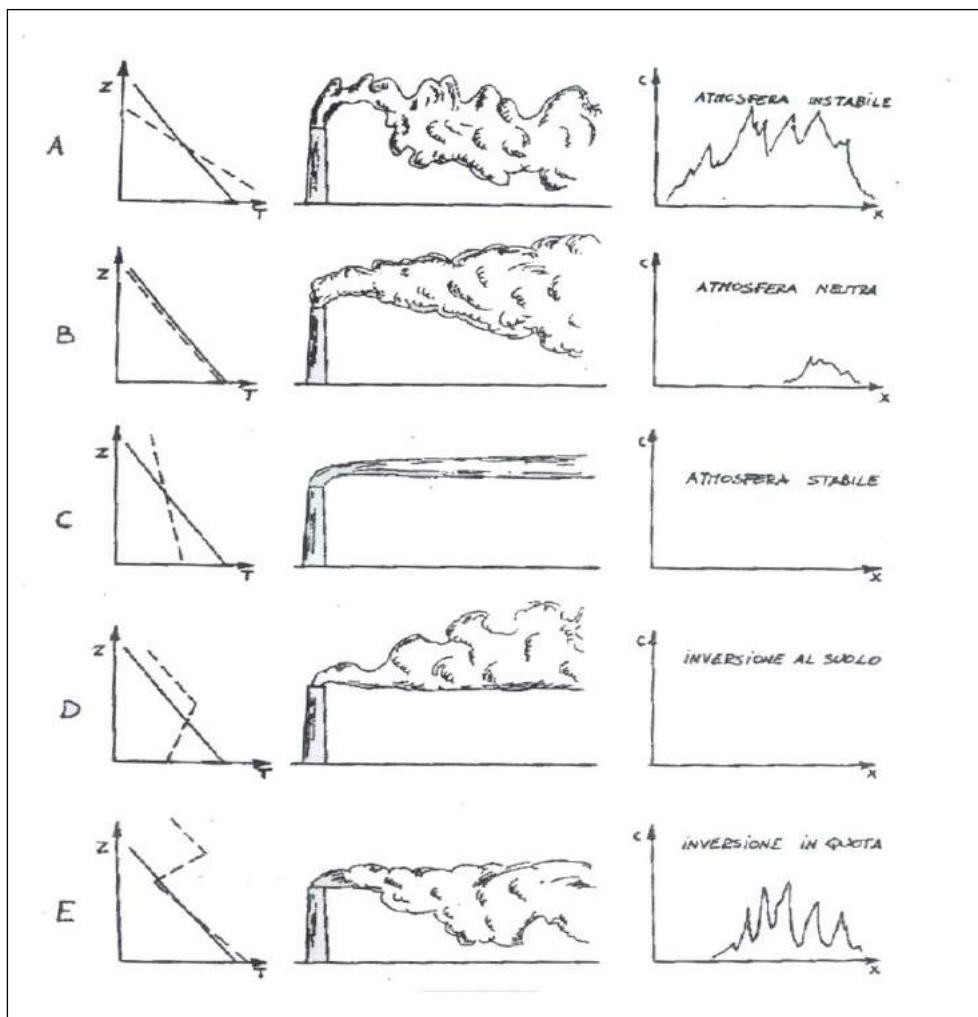 A
Z
T
C
ATMOSFERA INSTABILE
X
B
Z
T
C
ATMOSFERA NEUTRA
X
C
Z
T
C
ATMOSFERA STABILE
X
D
Z
T
C
INVERSIONE AL SUOLO
X
E
Z
T
C
INVERSIONE IN QUOTA
X